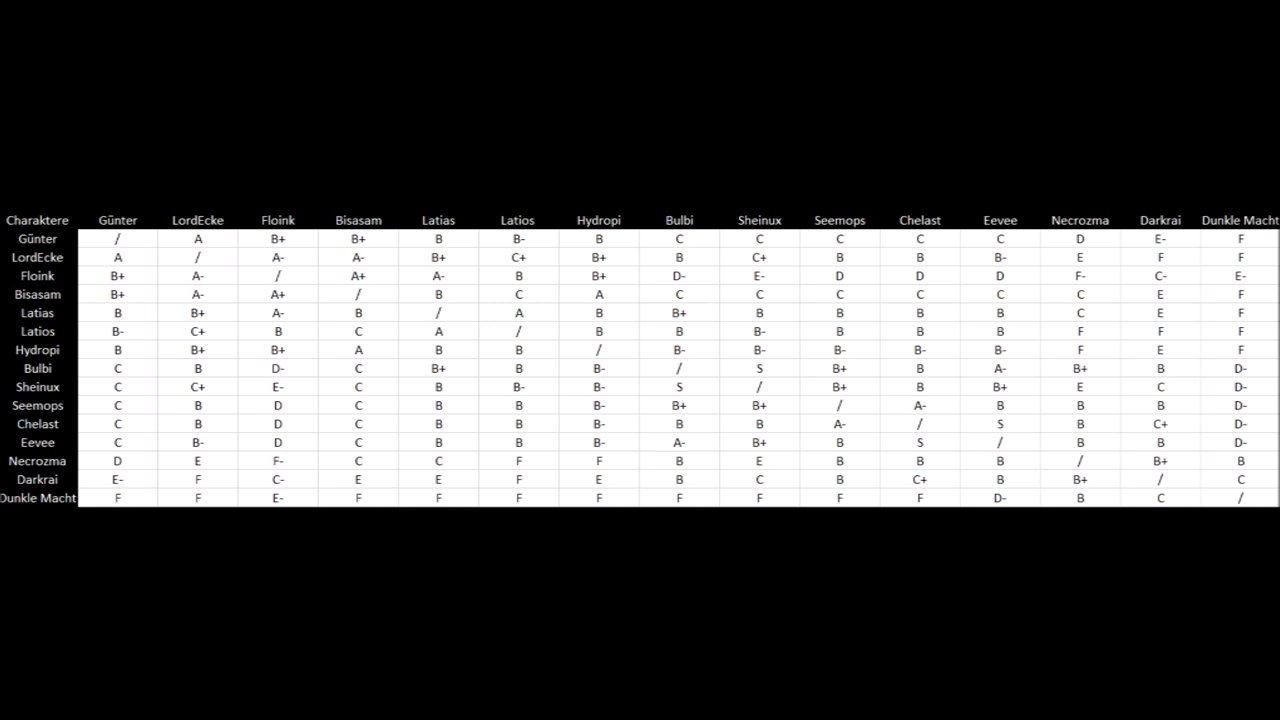 Charaktere Günter LordEcke Floink Bisasam Latias Latios Hydropi Bulbi Sheinux Seemops Chelast Eevee Necrozma Darkrai Dunkle Macht
Günter / A B+ B+ B B- B C C C C C D E- F
LordEcke A / A- A- B+ C+ B+ B C+ B B B- E F F
Floink B+ A- / A+ A- B B+ D- E- D D D F- C- E-
Bisasam B+ A- A+ / B C A C C C C C C E F
Latias B B+ A- B / A B B+ B B B B C E F
Latios B- C+ B C A / B B B- B B B F F F
Hydropi B B+ B+ A B B / B- B- B- B- B- F E F
Bulbi C B D- C B+ B B- / S B+ B A- B+ B D-
Sheinux C C+ E- C B B- B- S / B+ B B+ E C D-
Seemops C B D C B B B- B+ B+ / A- B B B D-
Chelast C B D C B B B- B B A- / S B C+ D-
Eevee C B- D C B B B- A- B+ B S / B B D-
Necrozma D E F- C C F F B E B B B / B+ B
Darkrai E- F C- E E F E B C B C+ B B+ / C
Dunkle Macht F F E- F F F F F F F F D- B C /